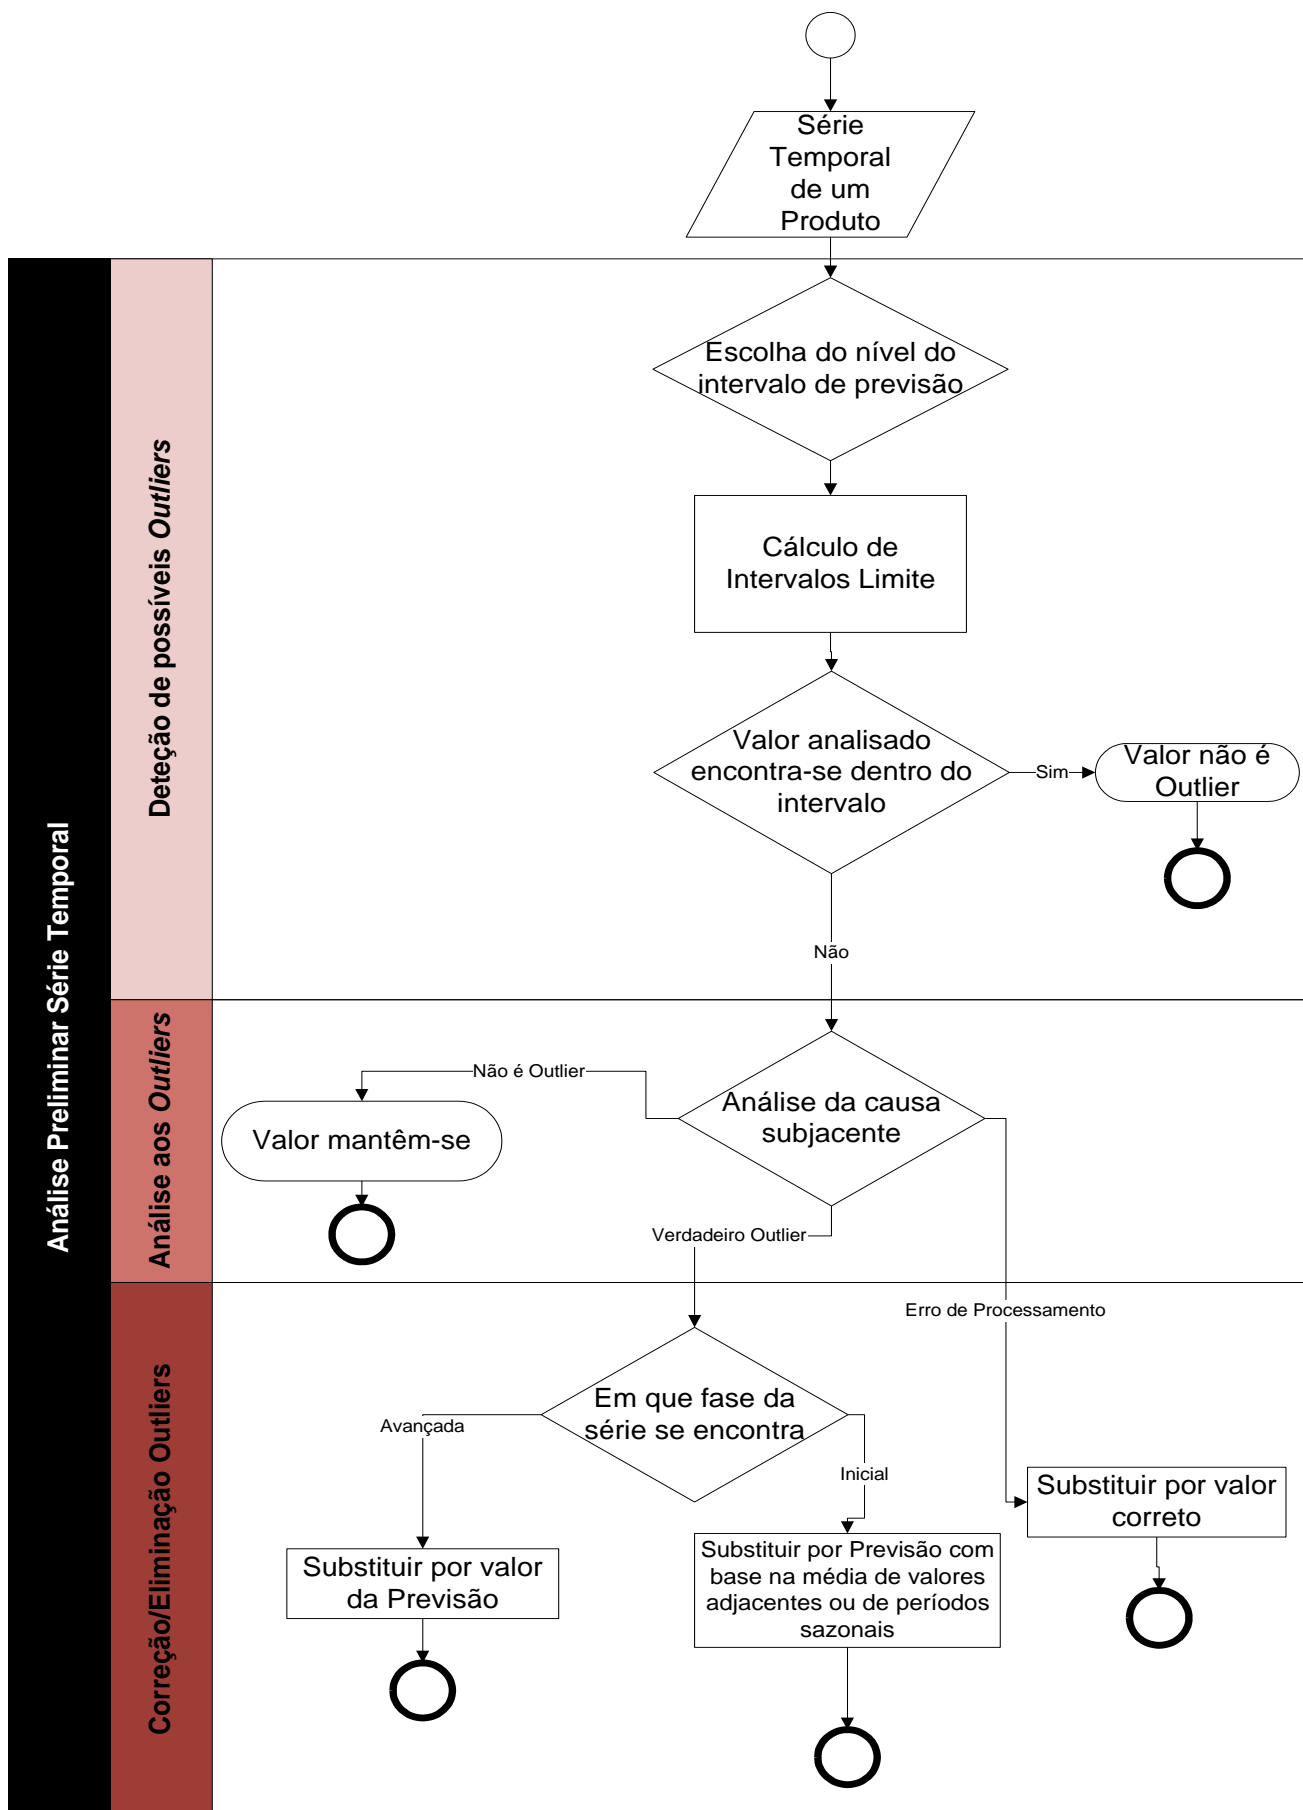 Série
Temporal
de um
Produto
Análise Preliminar Série Temporal
Deteção de possíveis Outliers
Escolha do nível do
intervalo de previsão
Cálculo de
Intervalos Limite
Valor analisado
encontra-se dentro do
intervalo
Sim
Valor não é
Outlier
Não
Análise aos Outliers
Não é Outlier
Análise da causa
subjacente
Valor mantêm-se
Verdadeiro Outlier
Erro de Processamento
Correção/Eliminação Outliers
Em que fase da
série se encontra
Avançada
Inicial
Substituir por valor
correto
Substituir por valor
da Previsão
Substituir por Previsão com
base na média de valores
adjacentes ou de períodos
sazonais